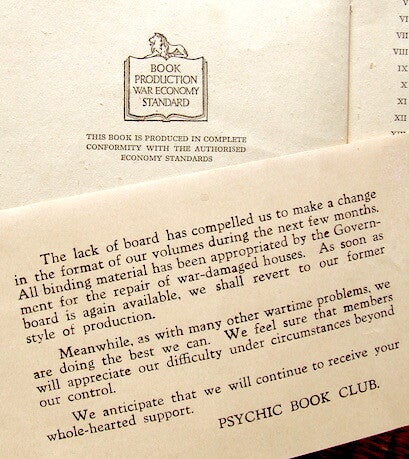 BOOK
PRODUCTION
WAR ECONOMY
STANDARD
THIS BOOK IS PRODUCED IN COMPLETE
CONFORMITY WITH THE AUTHORISED
ECONOMY STANDARDS
V
VI
VII
VIII
IX
X
XI
XII
The lack of board has compelled us to make a change
in the format of our volumes during the next few months.
All binding material has been appropriated by the Govern-
ment for the repair of war-damaged houses. As soon as
board is again available, we shall revert to our former
style of production.
Meanwhile, as with many other wartime problems, we
are doing the best we can. We feel sure that members
will appreciate our difficulty under circumstances beyond
our control.
We anticipate that we will continue to receive your
whole-hearted support.
PSYCHIC BOOK CLUB.